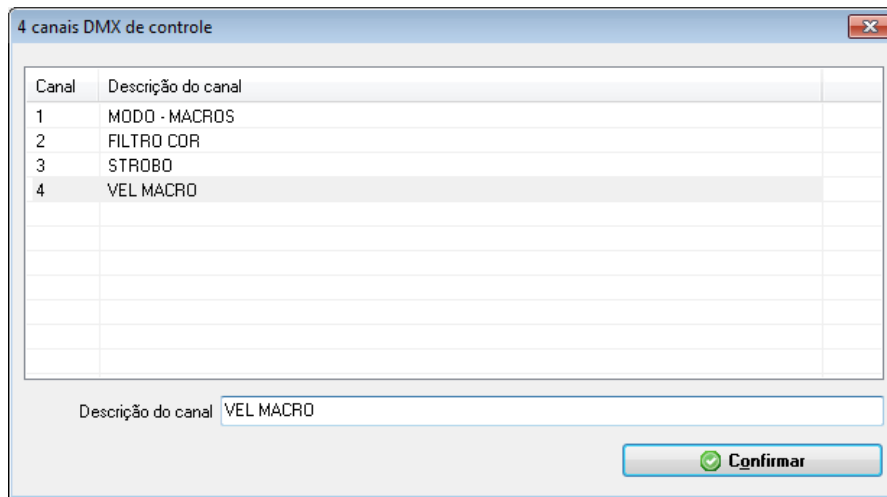 4 canais DMX de controle
Canal Descrição do canal
1 MODO - MACROS
2 FILTRO COR
3 STROBO
4 VEL MACRO
Descrição do canal VEL MACRO
Confirmar